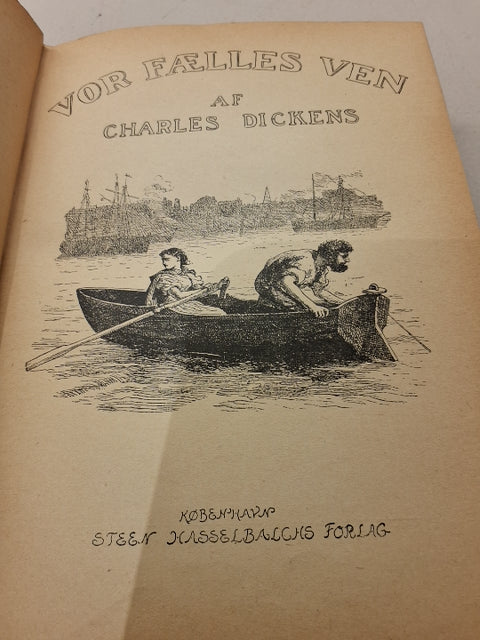 VOR FÆLLES VEN
AF
CHARLES DICKENS
KØBENHAVN
STEEN HASSELBALCHS FORLAG